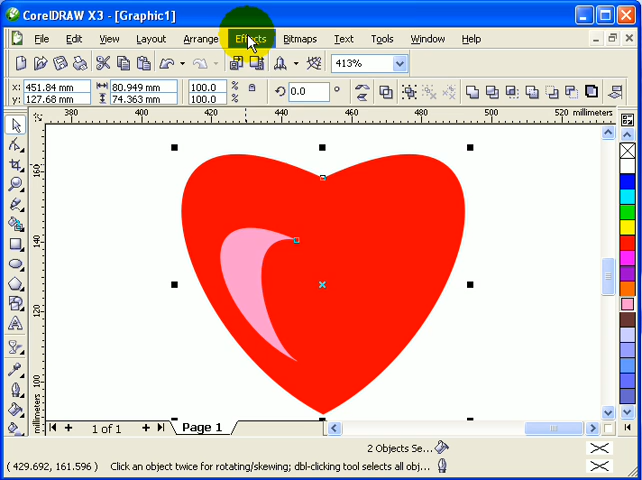 CorelDRAW X3 - [Graphic1]
File Edit View Layout Arrange Effects Bitmaps Text Tools Window Help
413%
x: 451.84 mm 80.949 mm 100.0 % 0.0 °
y: 127.68 mm 74.363 mm 100.0 %
380 400 420 440 460 480 500 520 millimeters
160
140
120
100
millimeters
1 of 1 Page 1
2 Objects Se...
( 429.692, 161.596 ) Click an object twice for rotating/skewing; dbl-clicking tool selects all obj...